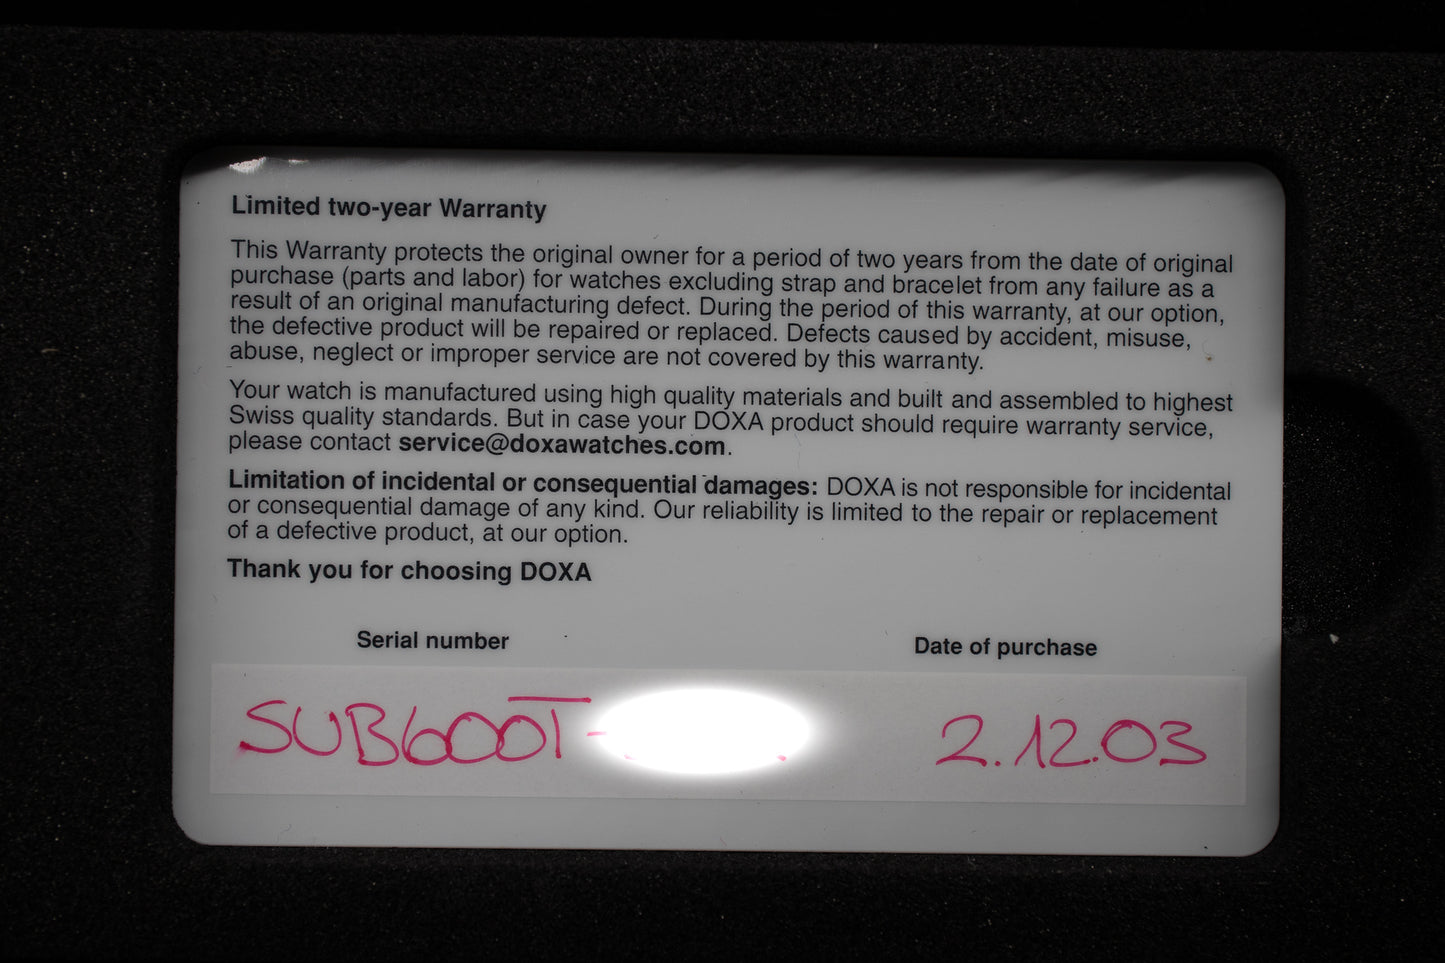 Limited two-year Warranty
This Warranty protects the original owner for a period of two years from the date of original
purchase (parts and labor) for watches excluding strap and bracelet from any failure as a
result of an original manufacturing defect. During the period of this warranty, at our option,
the defective product will be repaired or replaced. Defects caused by accident, misuse,
abuse, neglect or improper service are not covered by this warranty.
Your watch is manufactured using high quality materials and built and assembled to highest
Swiss quality standards. But in case your DOXA product should require warranty service,
please contact service@doxawatches.com.
Limitation of incidental or consequential damages: DOXA is not responsible for incidental
or consequential damage of any kind. Our reliability is limited to the repair or replacement
of a defective product, at our option.
Thank you for choosing DOXA
Serial number Date of purchase
SUB600T- 2.12.03